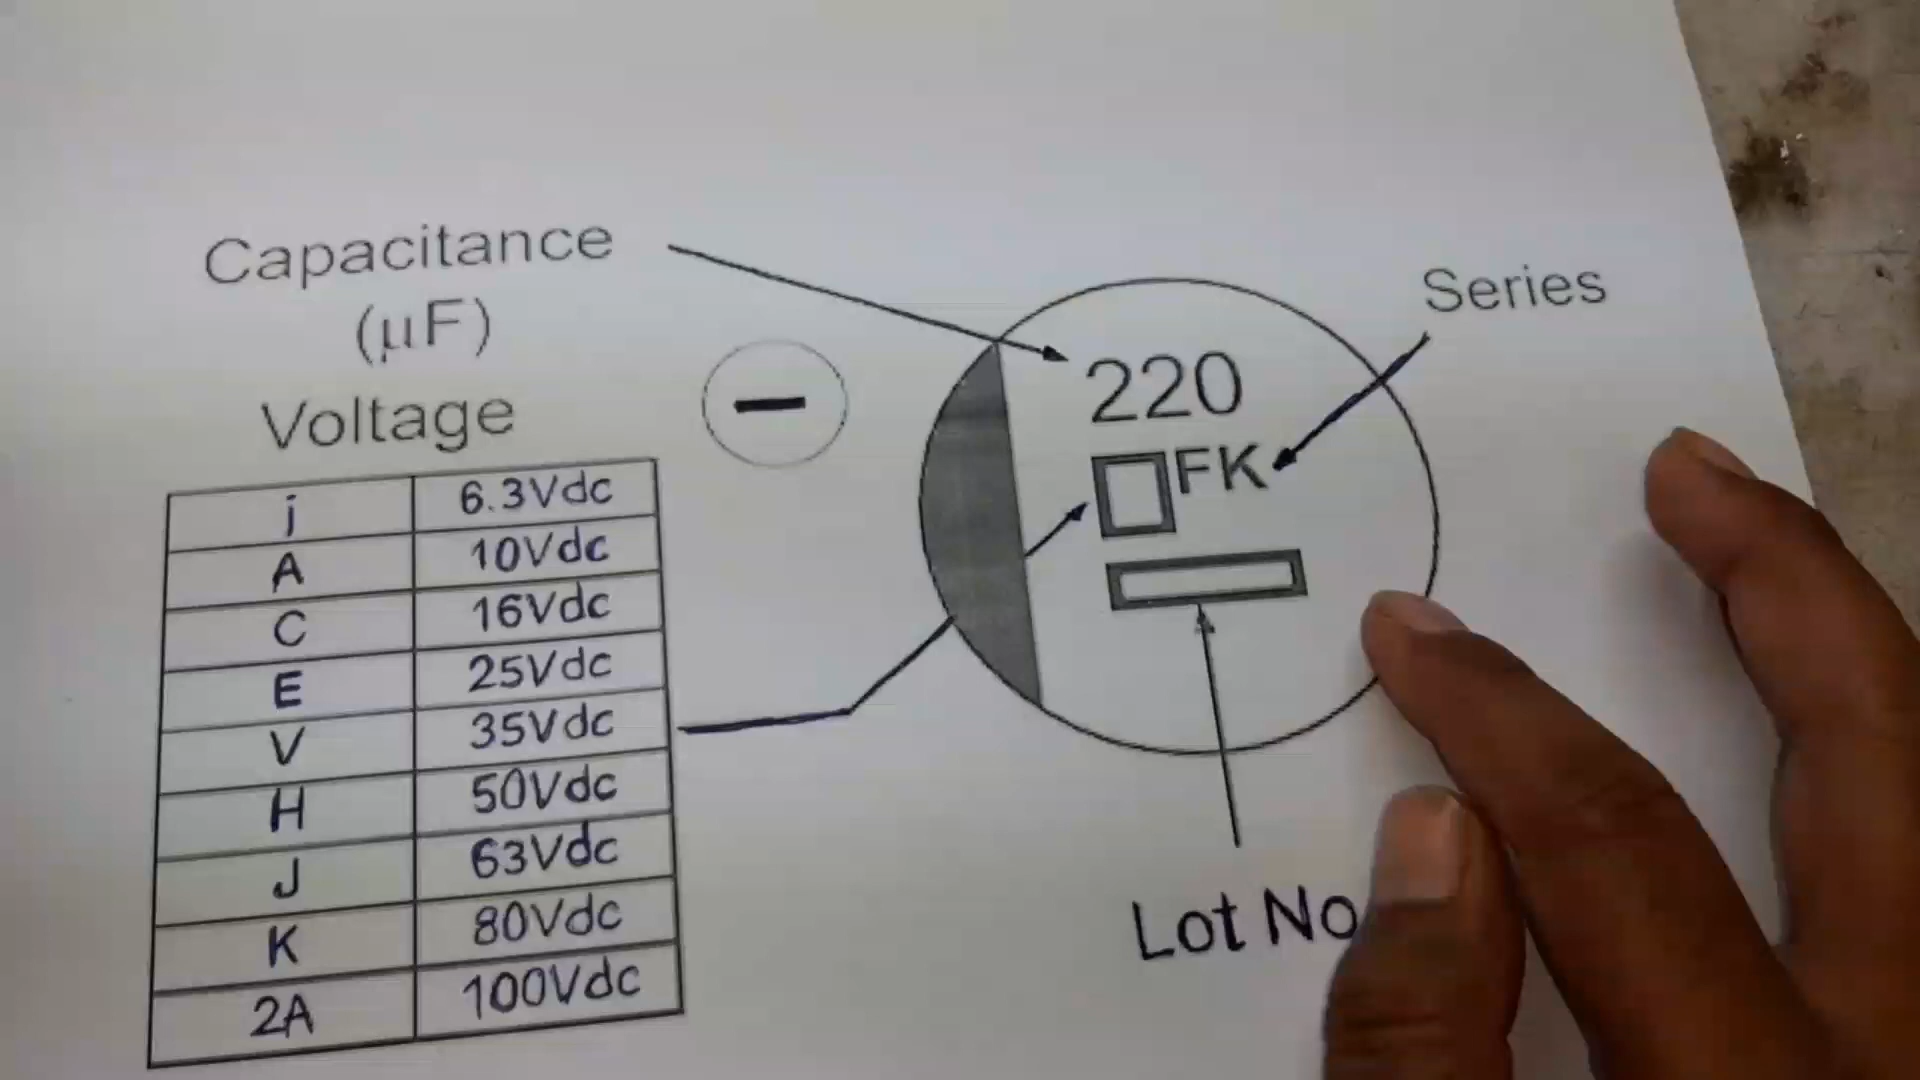 Capacitance
(µF)
Voltage
j 6.3Vdc
A 10Vdc
C 16Vdc
E 25Vdc
V 35Vdc
H 50Vdc
J 63Vdc
K 80Vdc
2A 100Vdc
−
220
FK
Series
Lot No